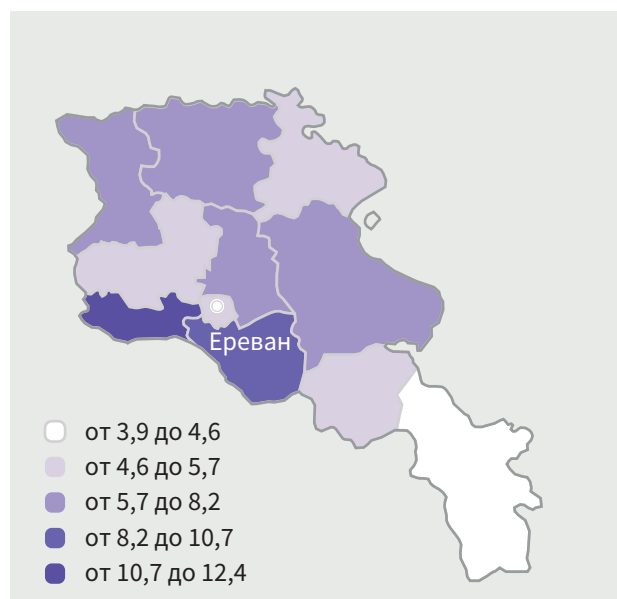 Ереван
от 3,9 до 4,6
от 4,6 до 5,7
от 5,7 до 8,2
от 8,2 до 10,7
от 10,7 до 12,4